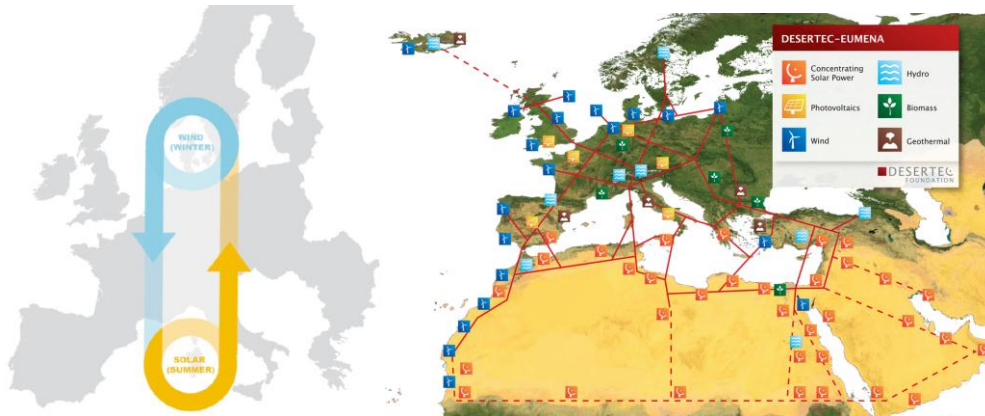 WIND
(WINTER)
SOLAR
(SUMMER)
DESERTEC-EUMENA
Concentrating
Solar Power
Hydro
Photovoltaics
Biomass
Wind
Geothermal
DESERTEC
FOUNDATION